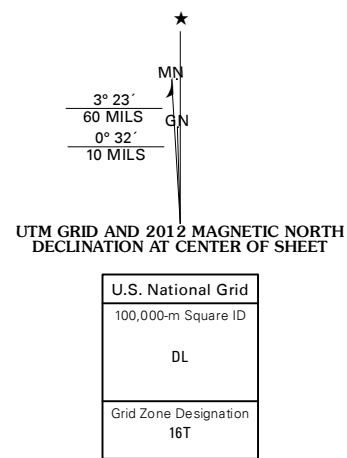 ★
MN
3° 23´
60 MILS
GN
0° 32´
10 MILS
UTM GRID AND 2012 MAGNETIC NORTH
DECLINATION AT CENTER OF SHEET
U.S. National Grid
100,000-m Square ID
DL
Grid Zone Designation
16T